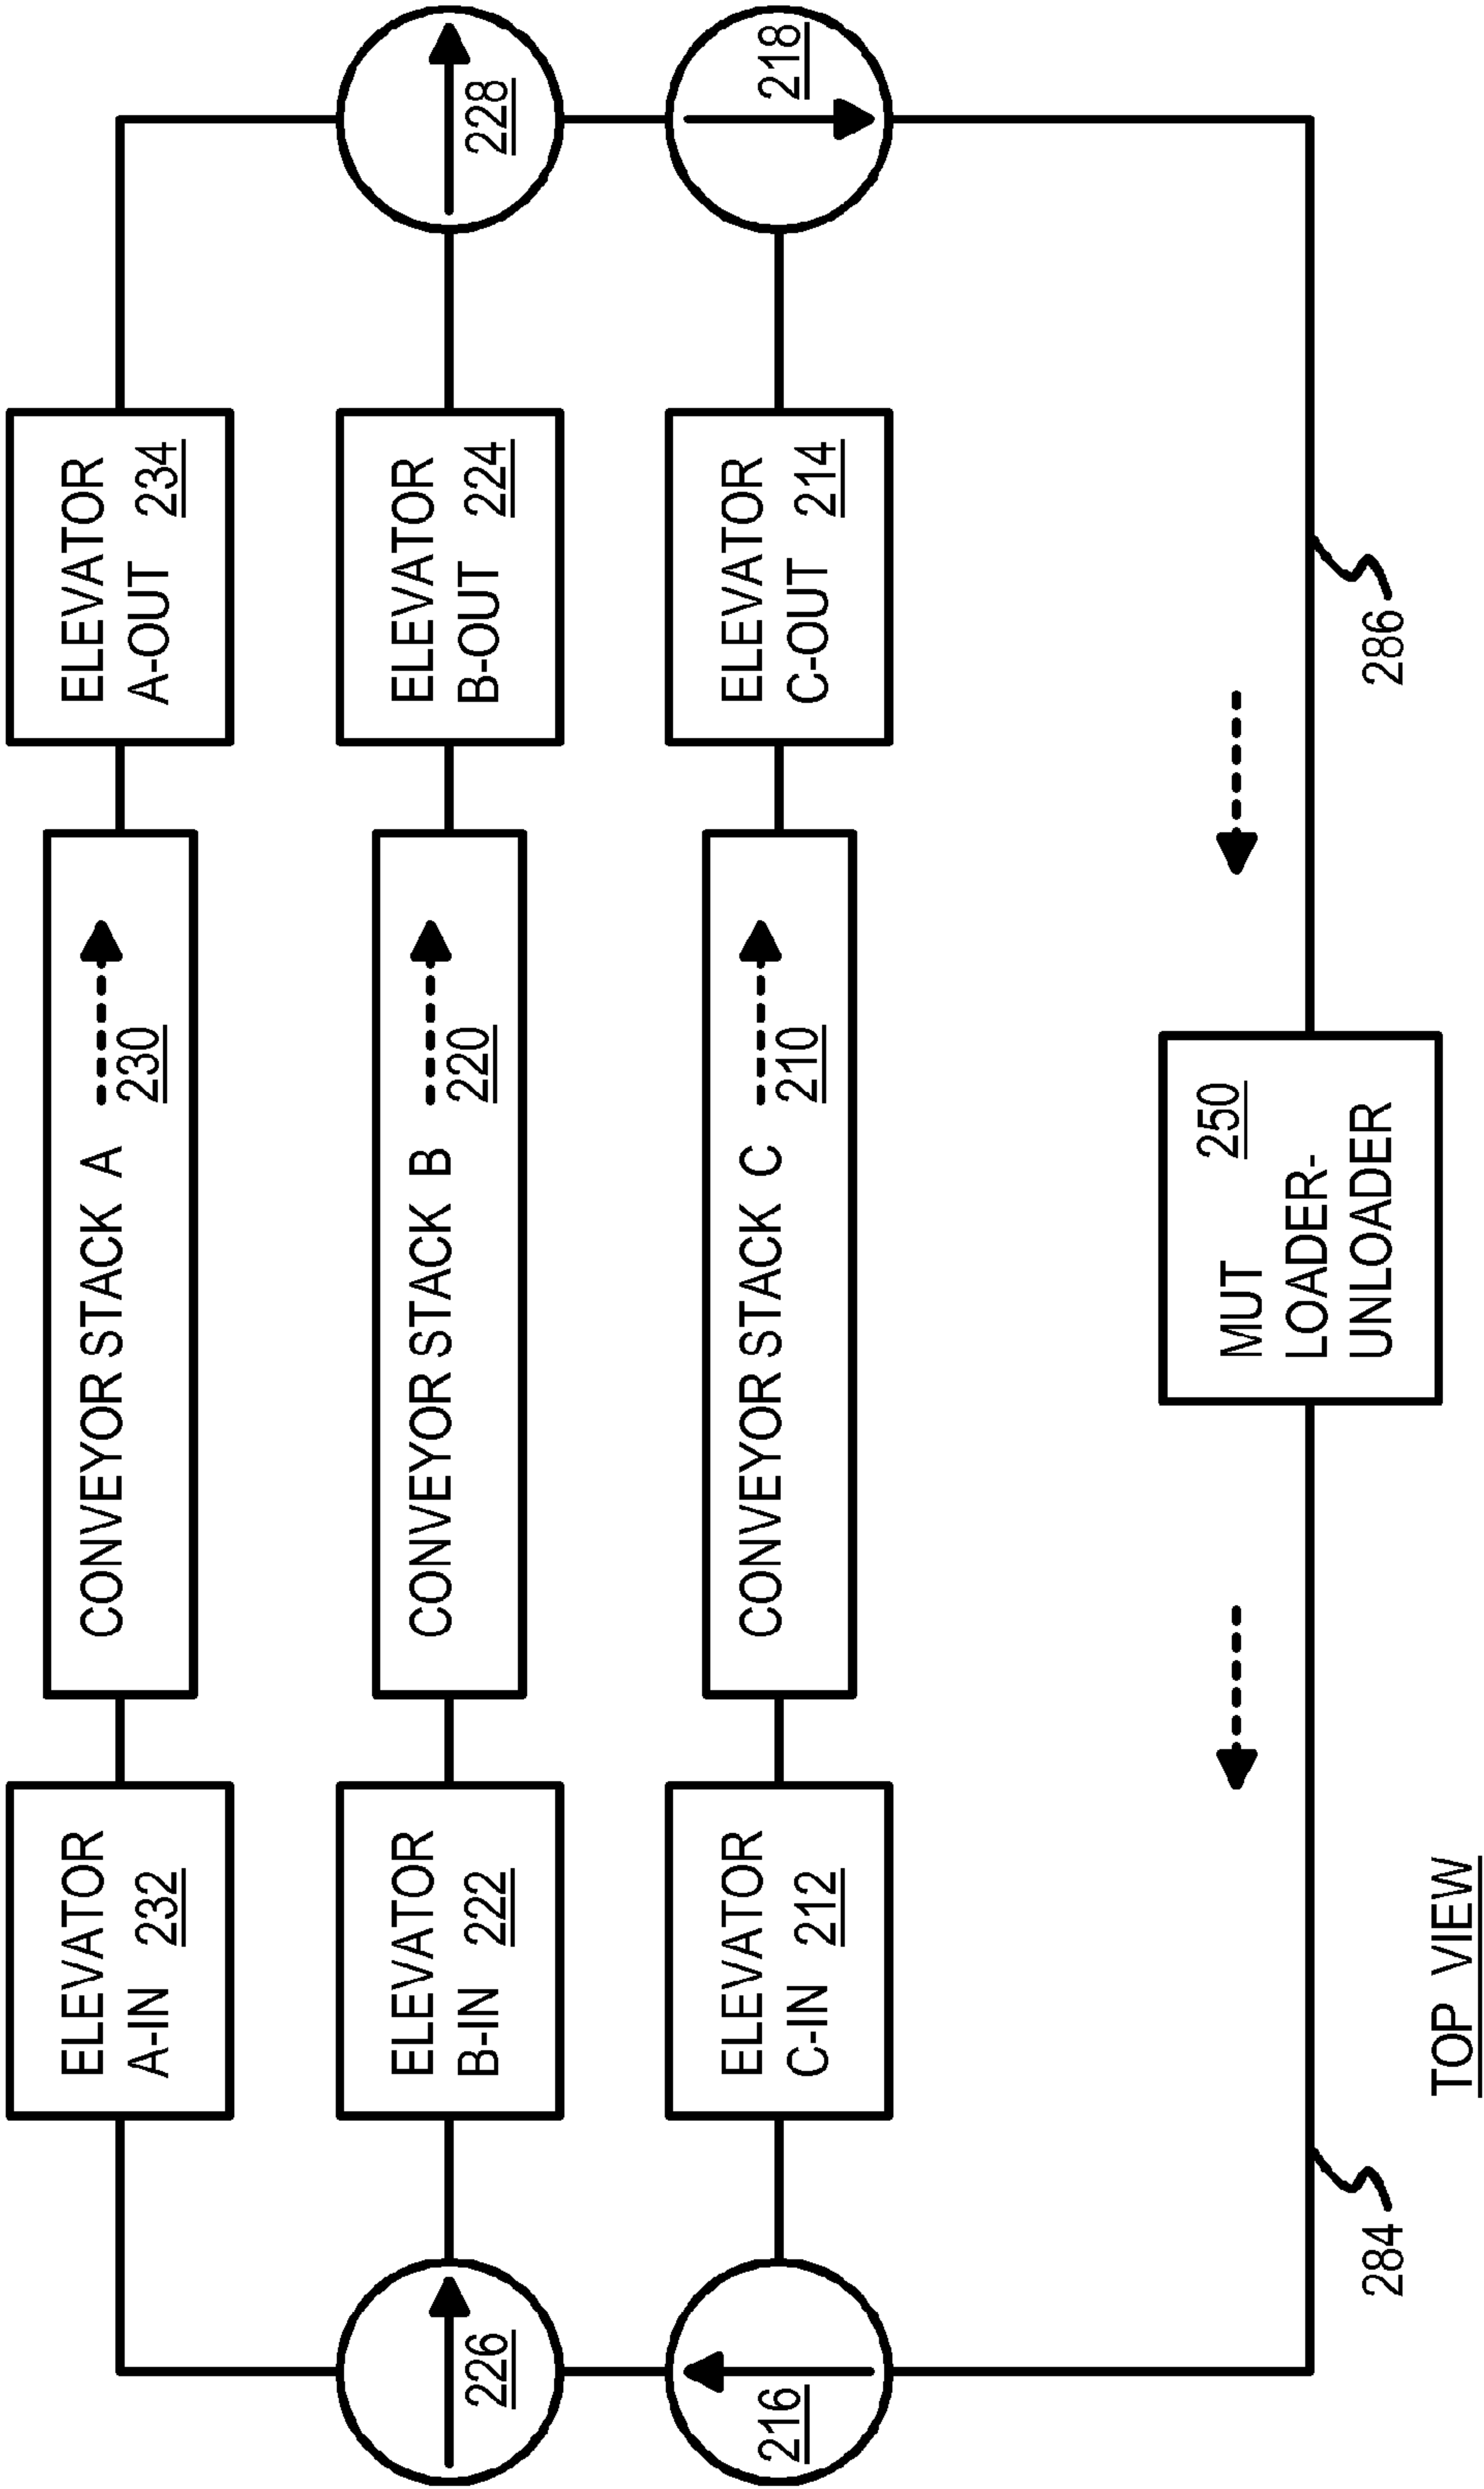 ELEVATOR
A-IN 232
CONVEYOR STACK A
230
ELEVATOR
A-OUT 234
226
ELEVATOR
B-IN 222
CONVEYOR STACK B
220
ELEVATOR
B-OUT 224
228
216
ELEVATOR
C-IN 212
CONVEYOR STACK C
210
ELEVATOR
C-OUT 214
218
MUT 250
LOADER-
UNLOADER
284
286
TOP VIEW